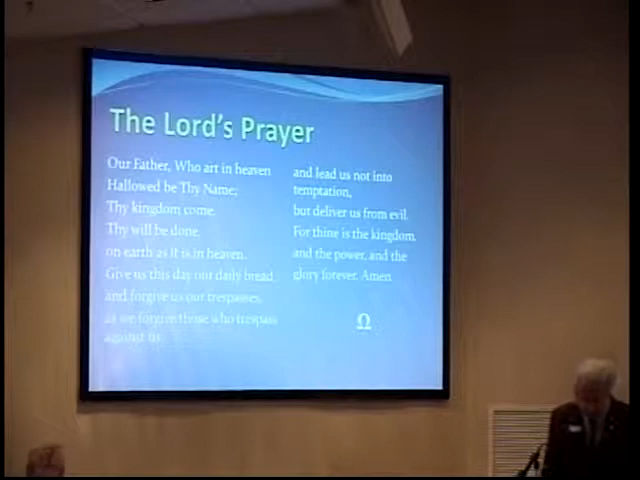 The Lord's Prayer
Our Father, Who art in heaven
Hallowed be Thy Name;
Thy kingdom come,
Thy will be done,
on earth as it is in heaven.
Give us this day our daily bread,
and forgive us our trespasses,
as we forgive those who trespass
against us
and lead us not into
temptation,
but deliver us from evil.
For thine is the kingdom,
and the power, and the
glory forever. Amen
Ω